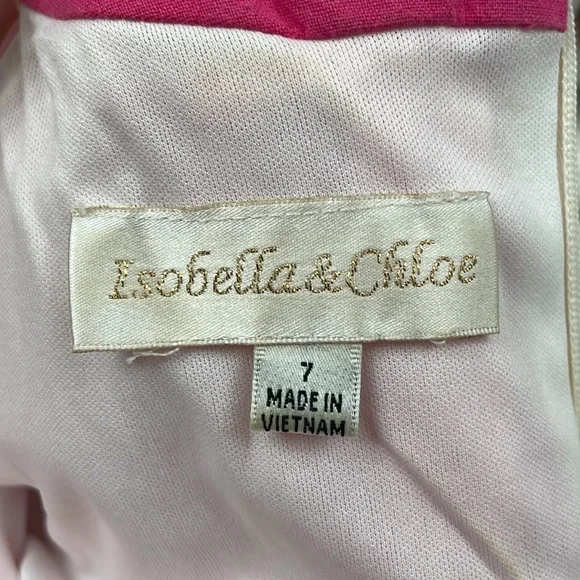 Isobella & Chloe
7
MADE IN
VIETNAM